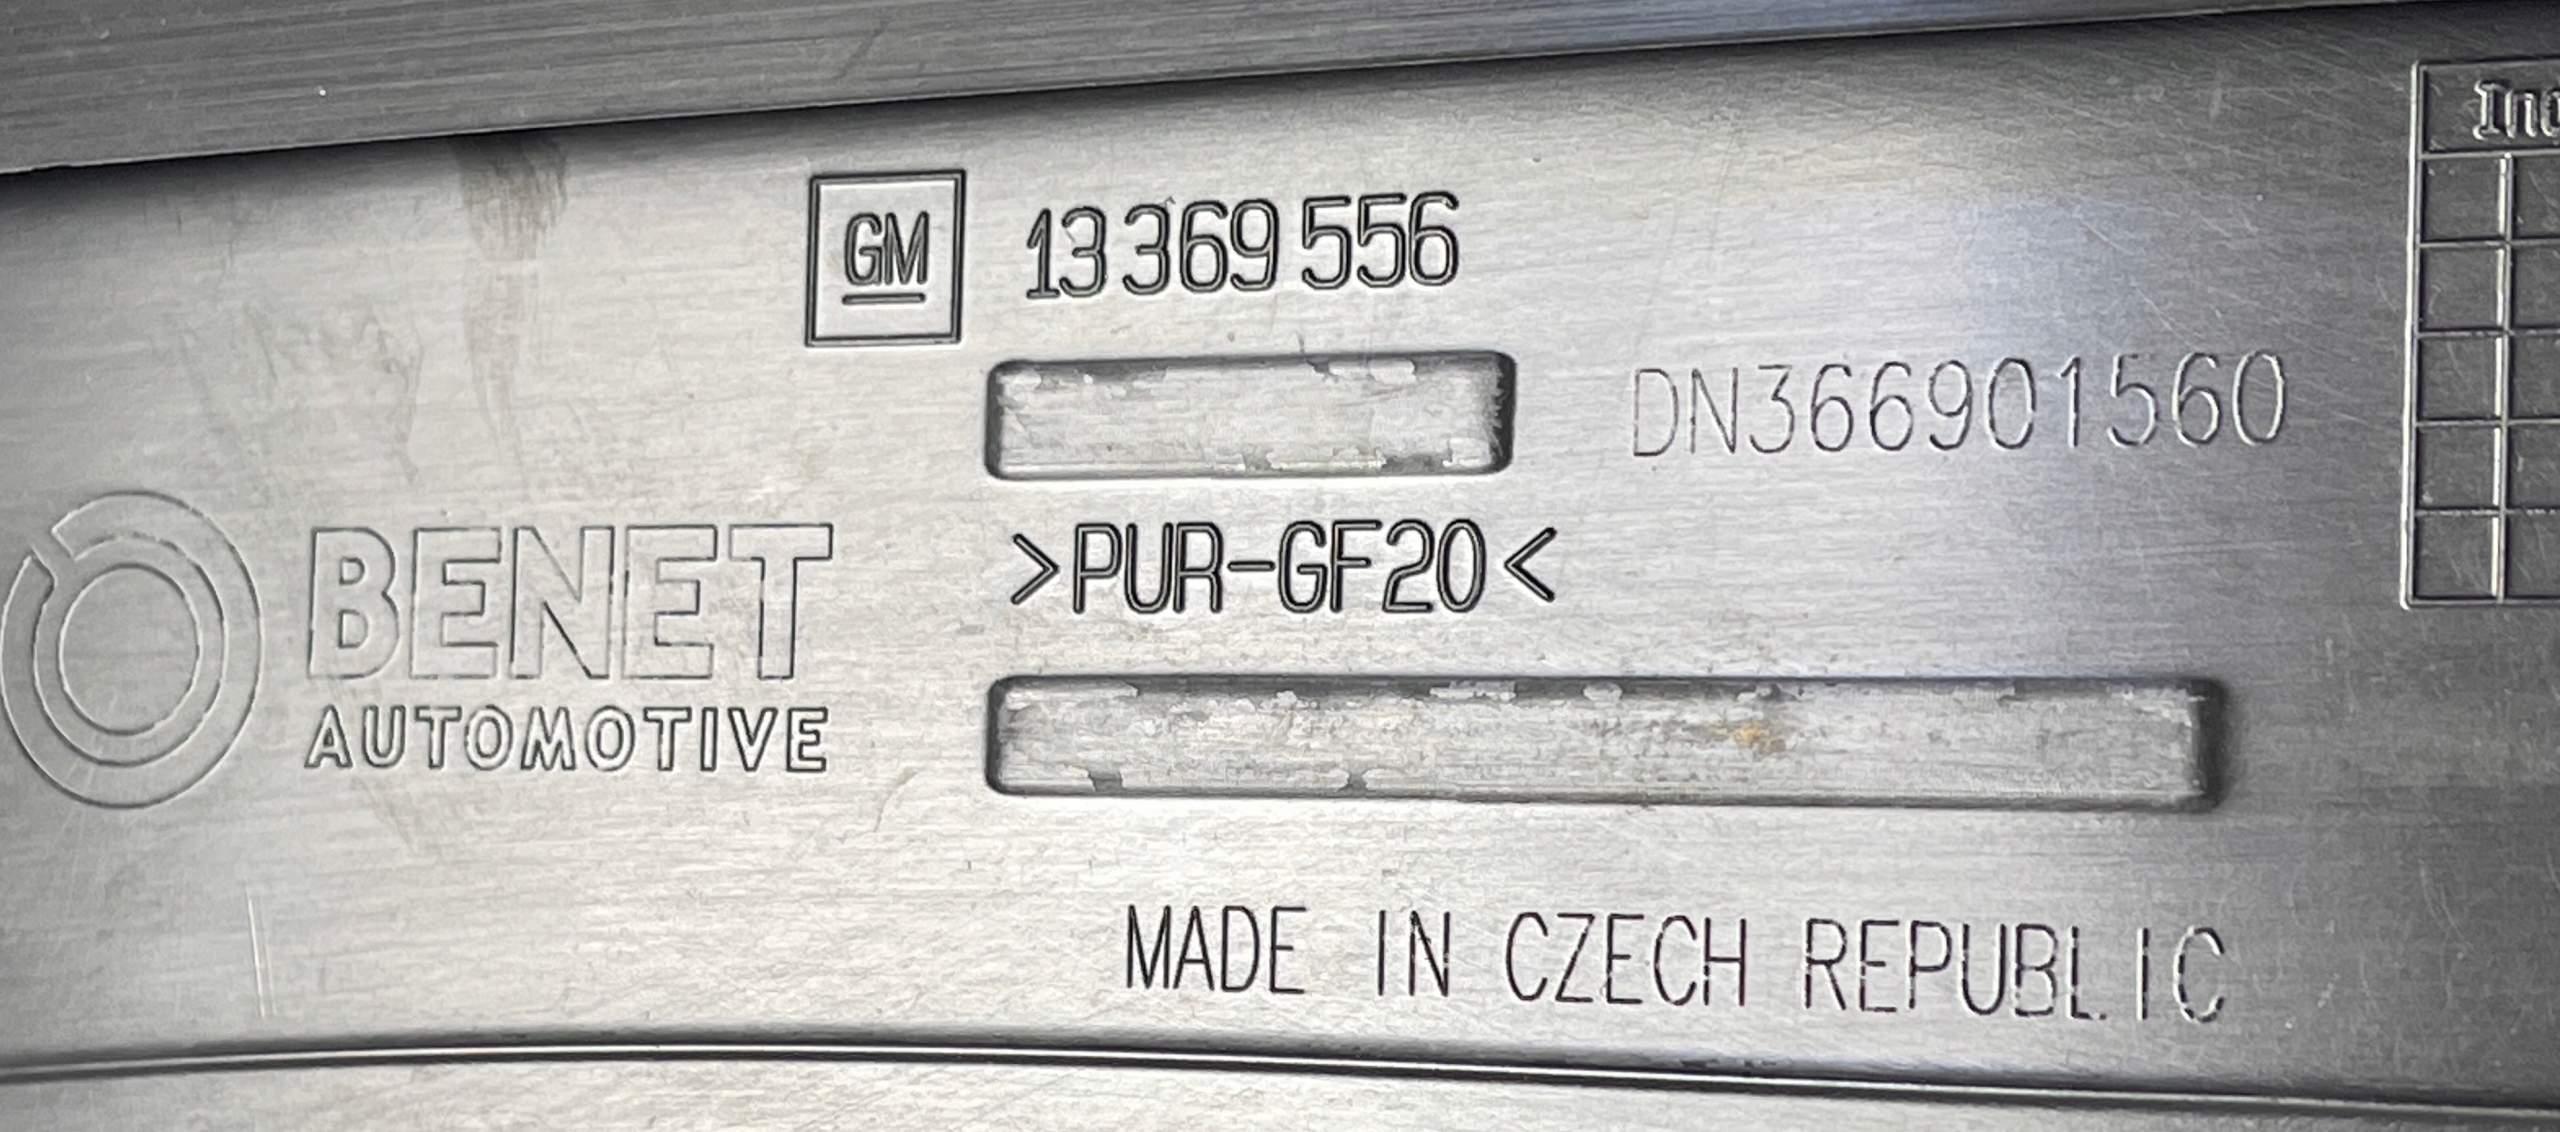 GM 13 369 556
DN366901560
>PUR-GF20<
BENET
AUTOMOTIVE
MADE IN CZECH REPUBLIC